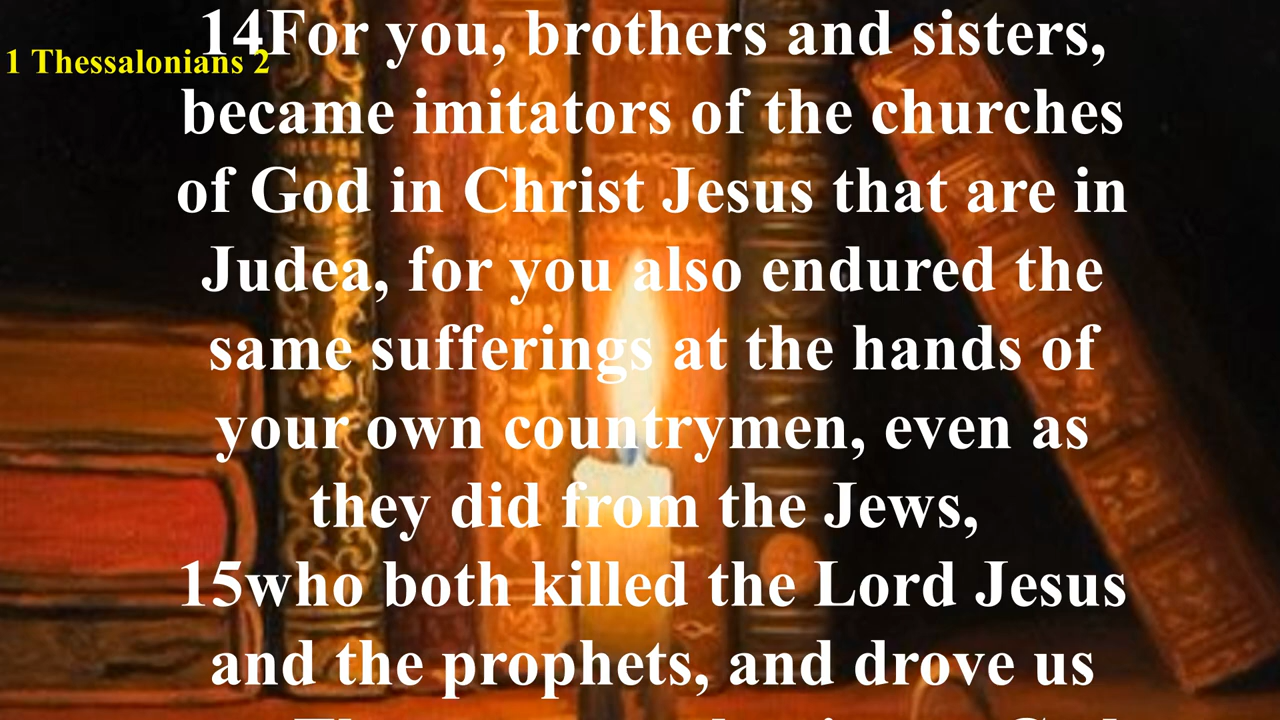 1 Thessalonians 2
14For you, brothers and sisters,
became imitators of the churches
of God in Christ Jesus that are in
Judea, for you also endured the
same sufferings at the hands of
your own countrymen, even as
they did from the Jews,
15who both killed the Lord Jesus
and the prophets, and drove us